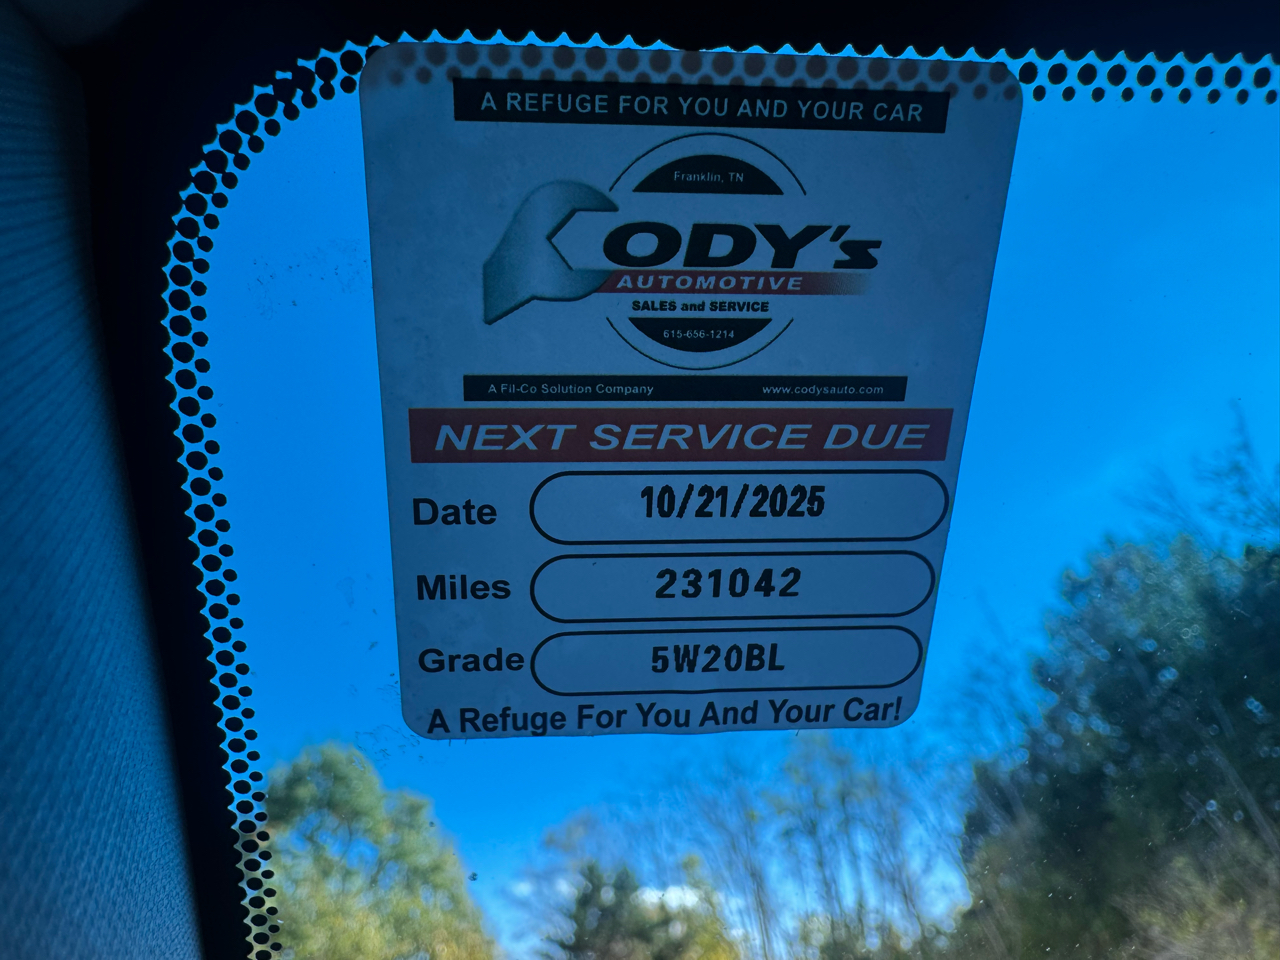 A REFUGE FOR YOU AND YOUR CAR
Franklin, TN
CODY's
AUTOMOTIVE
SALES and SERVICE
615-656-1214
A Fil-Co Solution Company www.codysauto.com
NEXT SERVICE DUE
Date 10/21/2025
Miles 231042
Grade 5W20BL
A Refuge For You And Your Car!